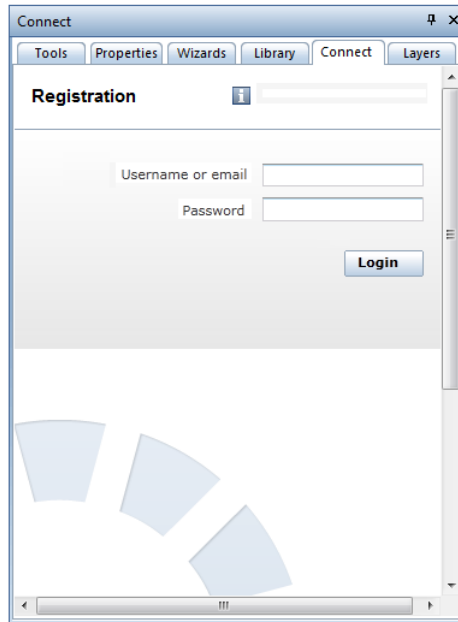 Connect
Tools Properties Wizards Library Connect Layers
Registration
Username or email
Password
Login